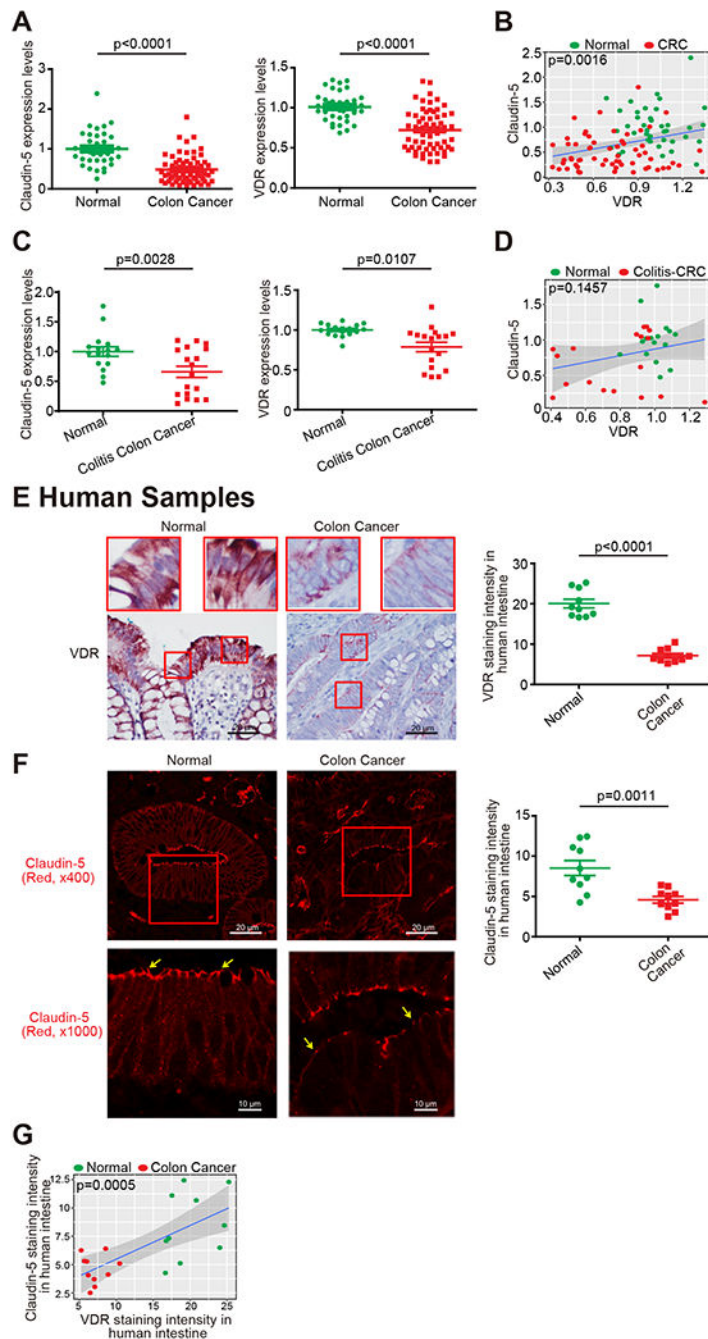 A
p<0.0001
Claudin-5 expression levels
3
2
1
0
Normal
Colon Cancer
p<0.0001
VDR expression levels
1.5
1.0
0.5
0.0
Normal
Colon Cancer
B
Normal CRC
p=0.0016
Claudin-5
2.5
2.0
1.5
1.0
0.5
0
0.3 0.6 0.9 1.2
VDR
C
p=0.0028
Claudin-5 expression levels
2.0
1.5
1.0
0.5
0.0
Normal
Colitis Colon Cancer
p=0.0107
VDR expression levels
1.5
1.0
0.5
0.0
Normal
Colitis Colon Cancer
D
Normal Colitis-CRC
p=0.1457
Claudin-5
1.5
1.0
0.5
0
0.4 0.6 0.8 1.0 1.2
VDR
E Human Samples
Normal
Colon Cancer
VDR
20 μm
20 μm
p<0.0001
VDR staining intensity in
human intestine
30
20
10
0
Normal
Colon
Cancer
F
Normal
Colon Cancer
Claudin-5
(Red, x400)
20 μm
20 μm
Claudin-5
(Red, x1000)
10 μm
10 μm
p=0.0011
Claudin-5 staining intensity
in human intestine
15
10
5
0
Normal
Colon
Cancer
G
Normal Colon Cancer
p=0.0005
Claudin-5 staining intensity
in human intestine
12.5
10.0
7.5
5.0
2.5
5 10 15 20 25
VDR staining intensity in
human intestine